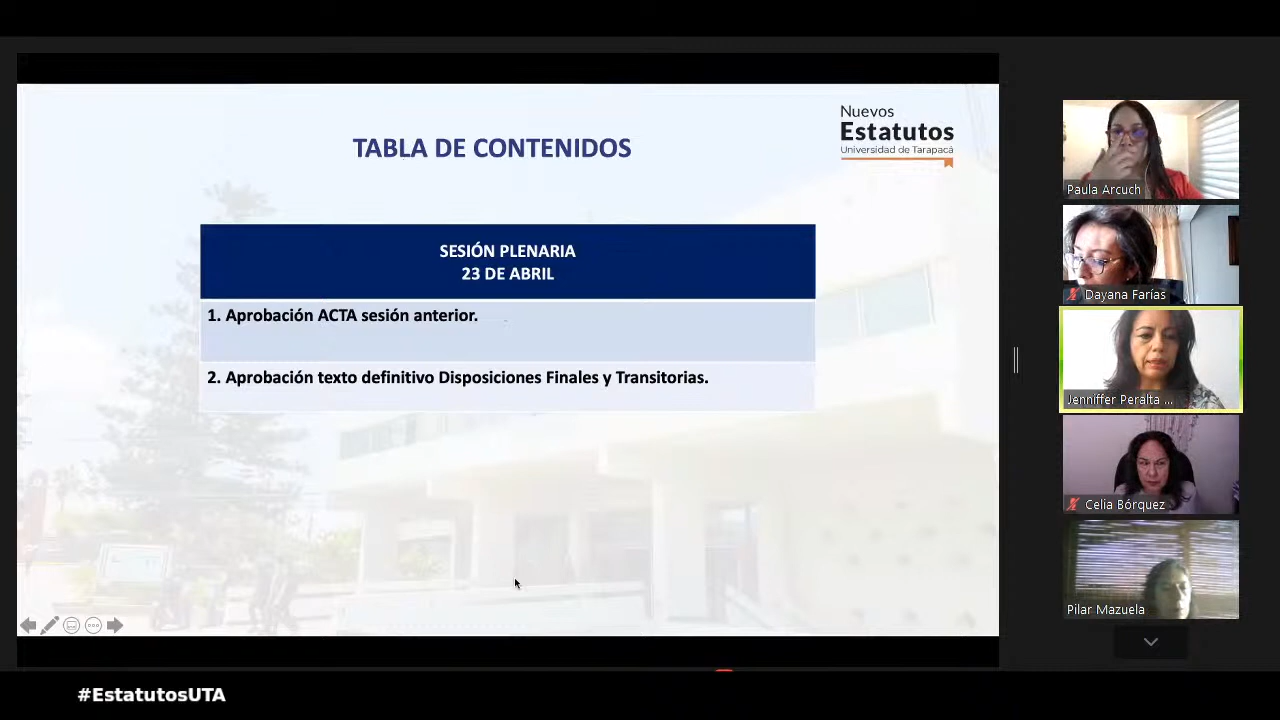 Nuevos
Estatutos
Universidad de Tarapacá
TABLA DE CONTENIDOS
SESIÓN PLENARIA
23 DE ABRIL
1. Aprobación ACTA sesión anterior.
2. Aprobación texto definitivo Disposiciones Finales y Transitorias.
Paula Arcuch
Dayana Farías
Jenniffer Peralta ...
Celia Bórquez
Pilar Mazuela
#EstatutosUTA